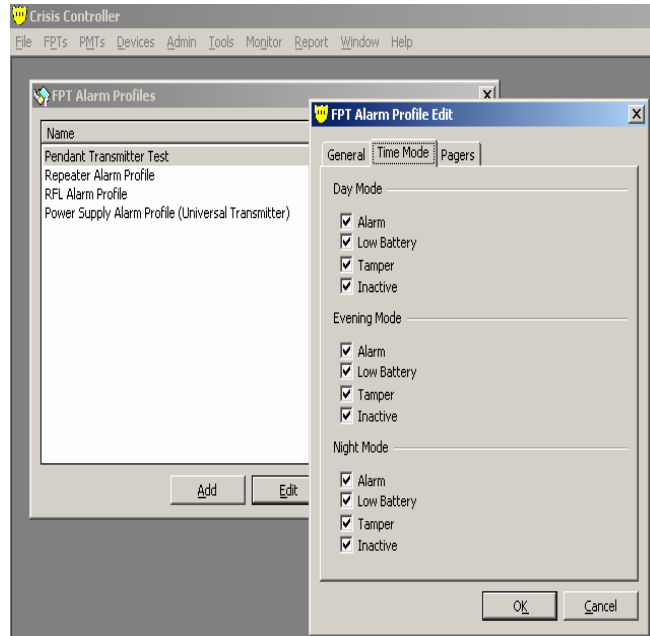 Crisis Controller
File FPTs PMTs Devices Admin Tools Monitor Report Window Help
FPT Alarm Profiles
Name
Pendant Transmitter Test
Repeater Alarm Profile
RFL Alarm Profile
Power Supply Alarm Profile (Universal Transmitter)
Add Edit
FPT Alarm Profile Edit
General Time Mode Pagers
Day Mode
Alarm
Low Battery
Tamper
Inactive
Evening Mode
Alarm
Low Battery
Tamper
Inactive
Night Mode
Alarm
Low Battery
Tamper
Inactive
OK Cancel